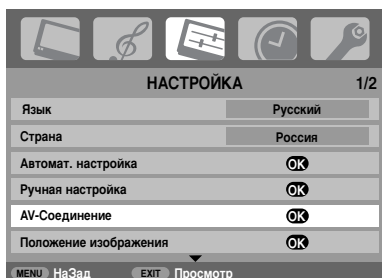 НАСТРОЙКА 1/2
Язык Русский
Страна Россия
Автомат. настройка OK
Ручная настройка OK
AV-Соединение OK
Положение изображения OK
MENU НаЗад EXIT Просмотр